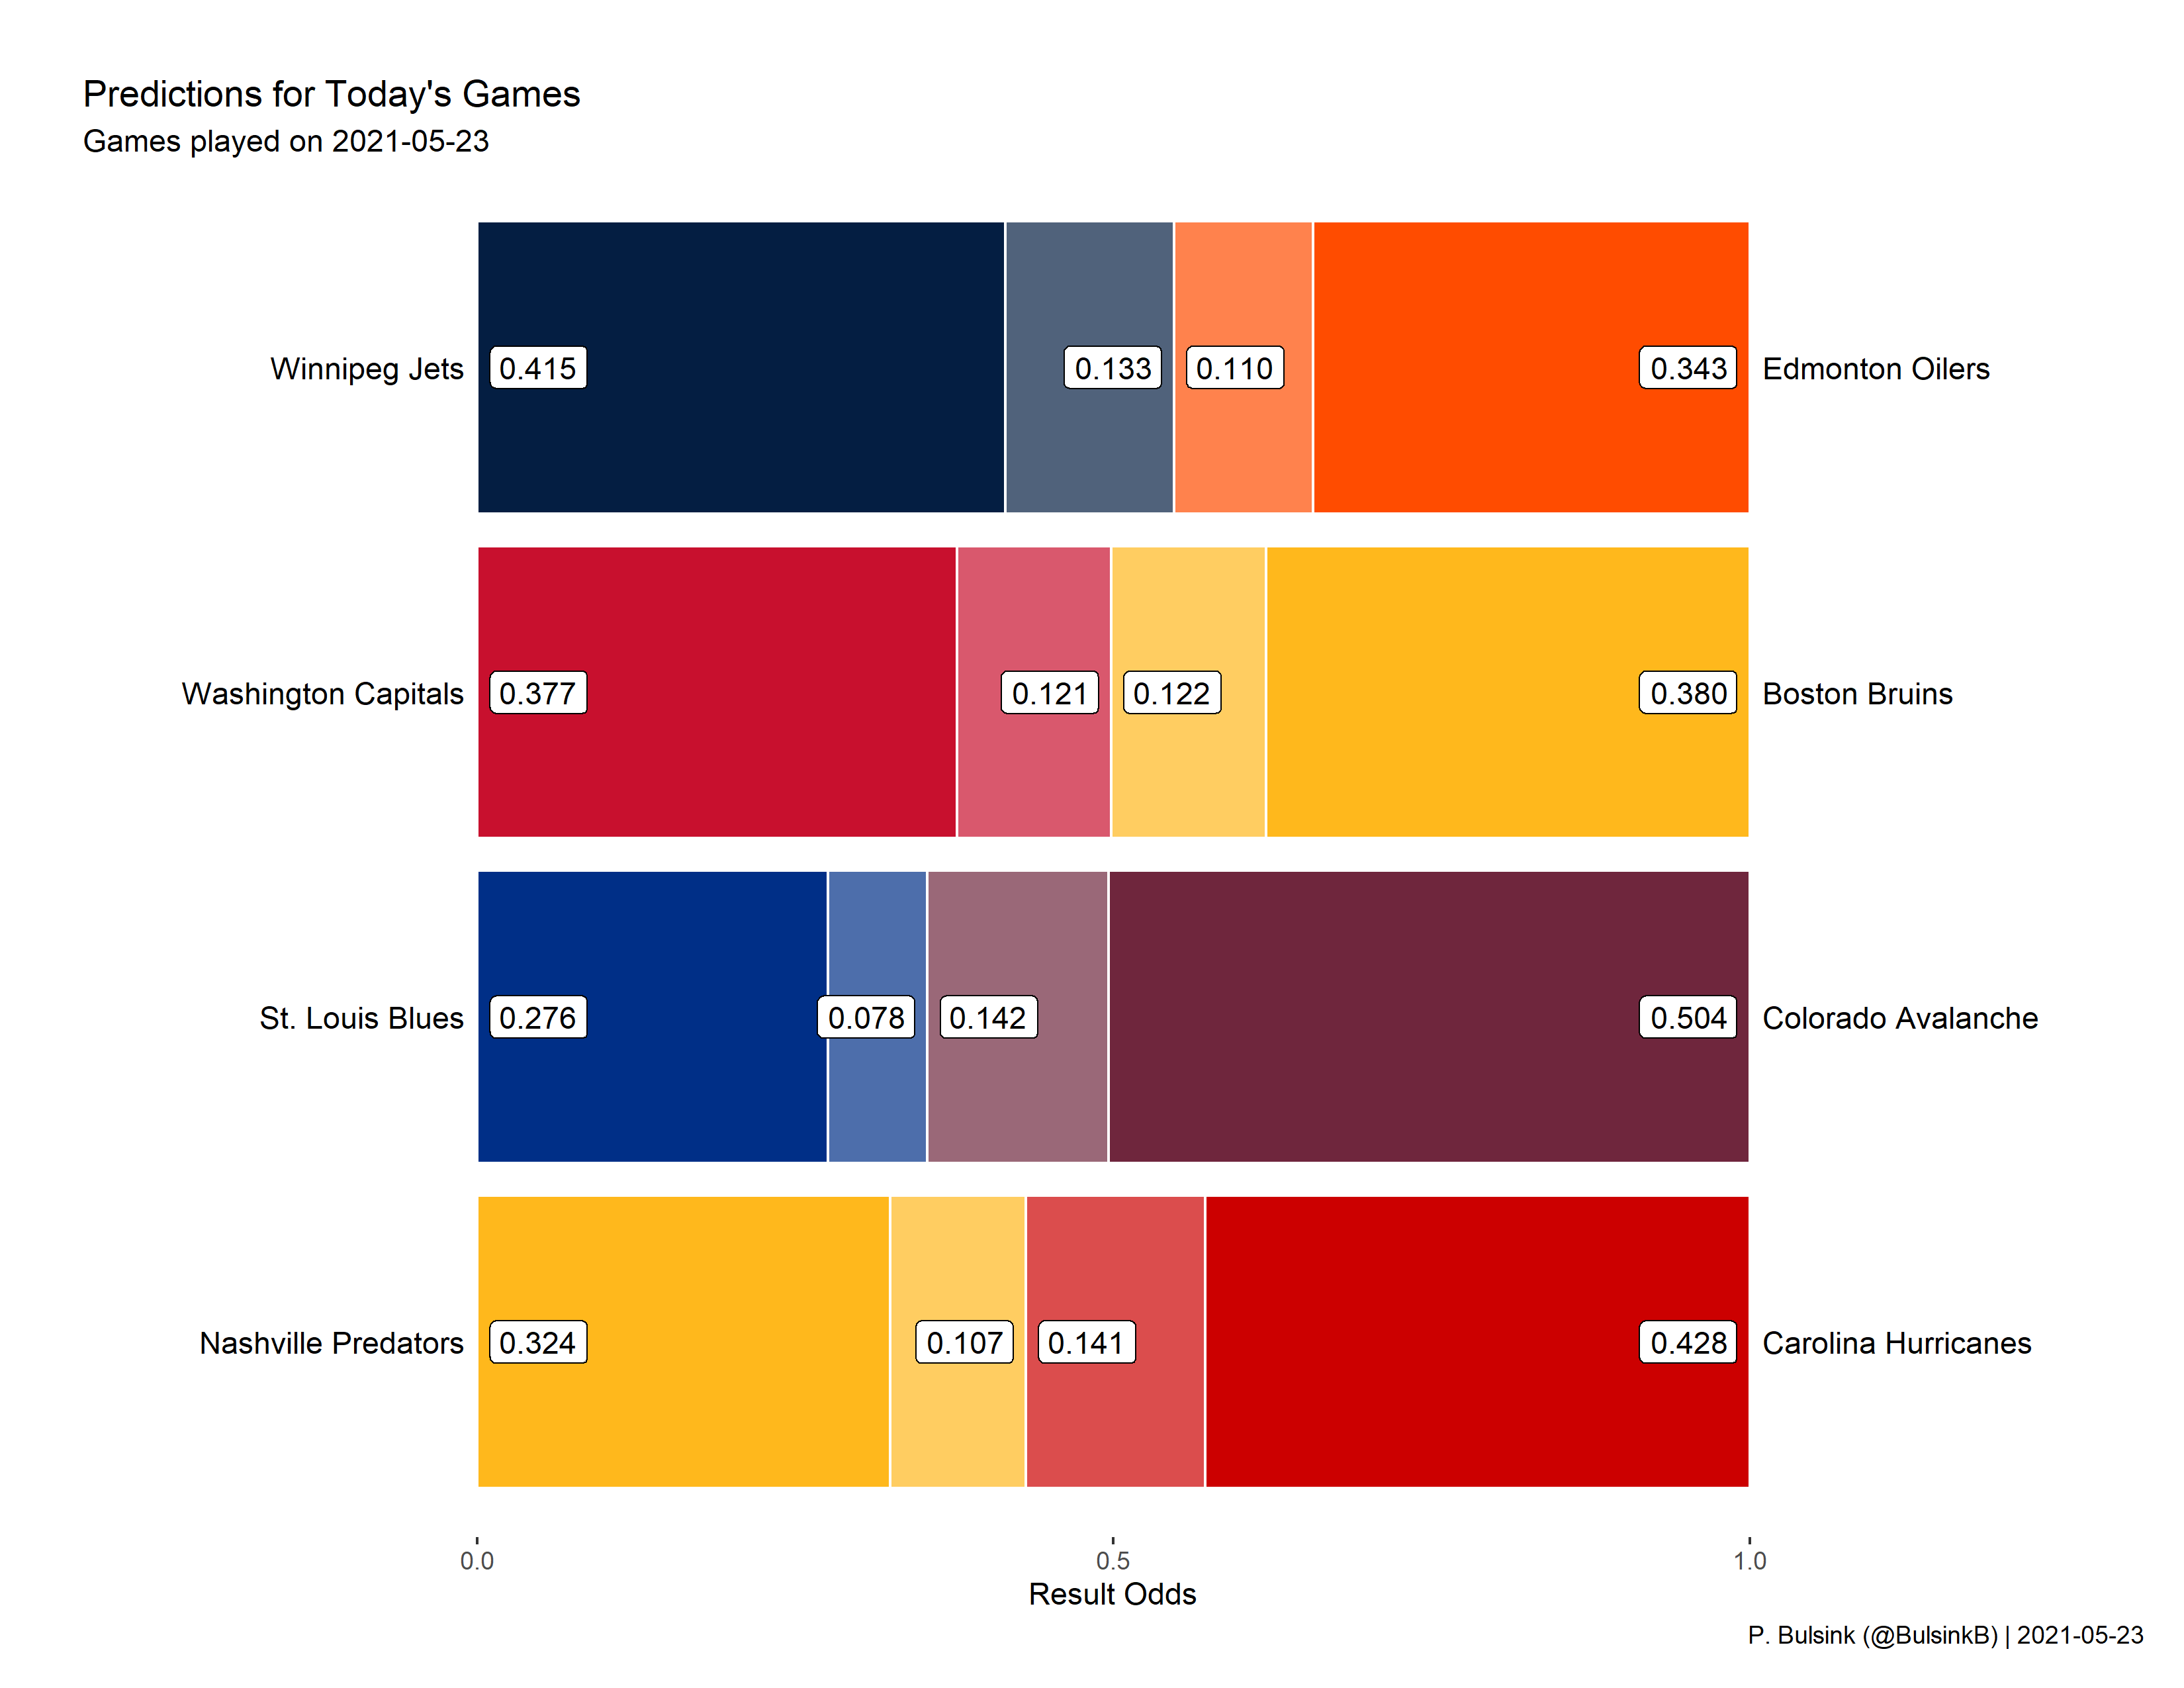 Predictions for Today's Games
Games played on 2021-05-23
Winnipeg Jets 0.415 0.133 0.110 0.343 Edmonton Oilers
Washington Capitals 0.377 0.121 0.122 0.380 Boston Bruins
St. Louis Blues 0.276 0.078 0.142 0.504 Colorado Avalanche
Nashville Predators 0.324 0.107 0.141 0.428 Carolina Hurricanes
0.0 0.5 1.0
Result Odds
P. Bulsink (@BulsinkB) | 2021-05-23